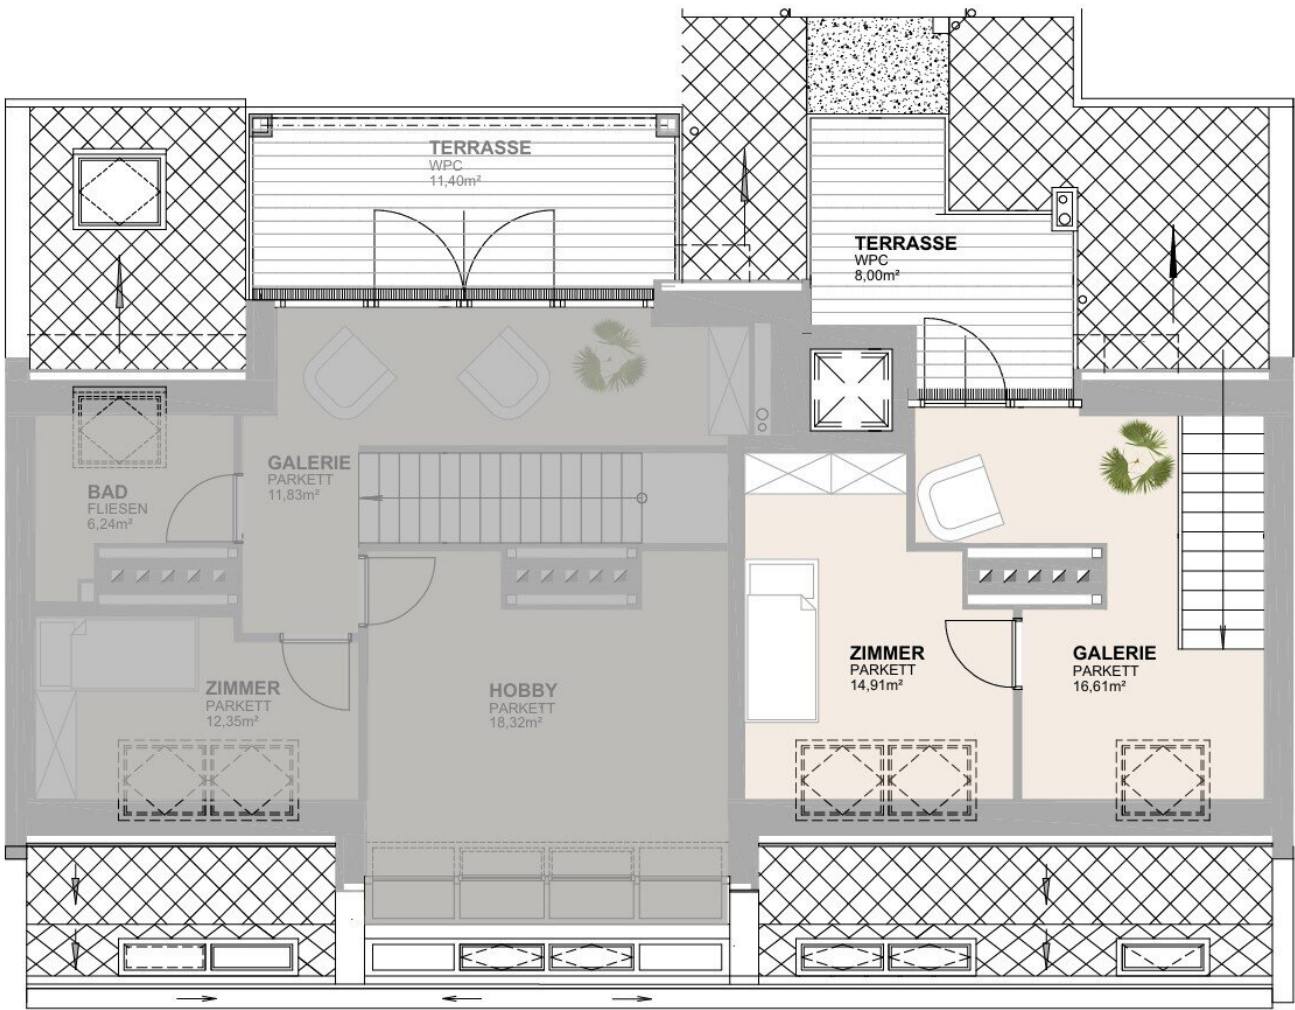 TERRASSE
WPC
11,40m²
TERRASSE
WPC
8,00m²
GALERIE
PARKETT
11,83m²
BAD
FLIESEN
6,24m²
ZIMMER
PARKETT
12,35m²
HOBBY
PARKETT
18,32m²
ZIMMER
PARKETT
14,91m²
GALERIE
PARKETT
16,61m²